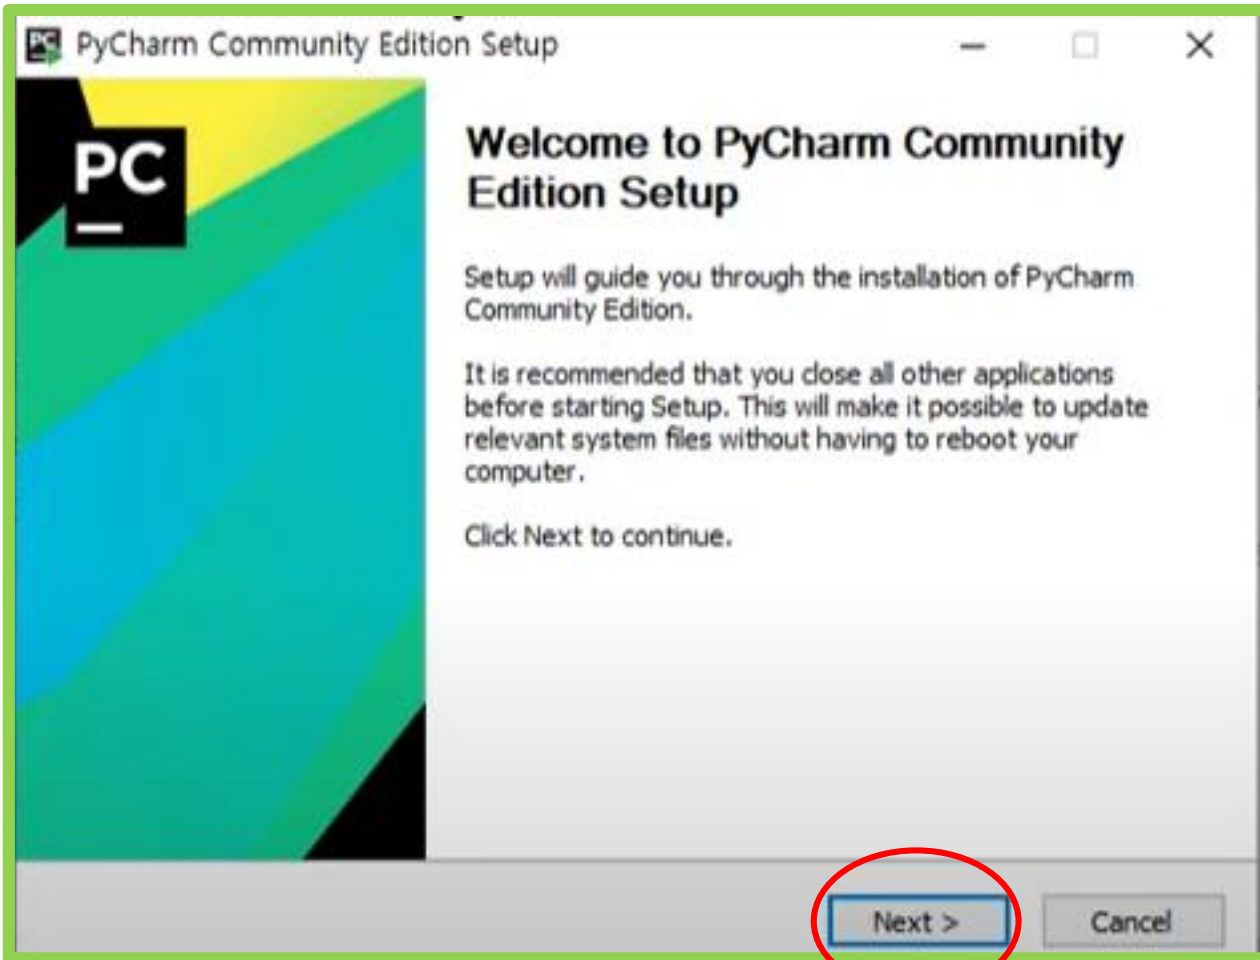 PyCharm Community Edition Setup
PC
Welcome to PyCharm Community
Edition Setup
Setup will guide you through the installation of PyCharm
Community Edition.
It is recommended that you close all other applications
before starting Setup. This will make it possible to update
relevant system files without having to reboot your
computer.
Click Next to continue.
Next >
Cancel